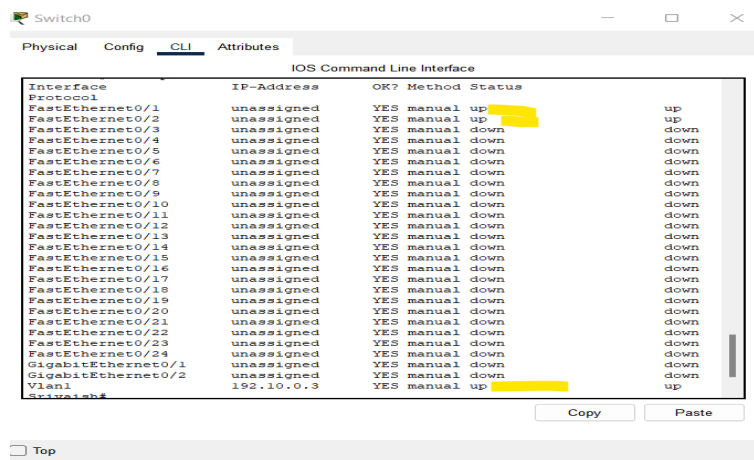 Switch0
Physical Config CLI Attributes
IOS Command Line Interface
Interface IP-Address OK? Method Status
Protocol
FastEthernet0/1 unassigned YES manual up up
FastEthernet0/2 unassigned YES manual up up
FastEthernet0/3 unassigned YES manual down down
FastEthernet0/4 unassigned YES manual down down
FastEthernet0/5 unassigned YES manual down down
FastEthernet0/6 unassigned YES manual down down
FastEthernet0/7 unassigned YES manual down down
FastEthernet0/8 unassigned YES manual down down
FastEthernet0/9 unassigned YES manual down down
FastEthernet0/10 unassigned YES manual down down
FastEthernet0/11 unassigned YES manual down down
FastEthernet0/12 unassigned YES manual down down
FastEthernet0/13 unassigned YES manual down down
FastEthernet0/14 unassigned YES manual down down
FastEthernet0/15 unassigned YES manual down down
FastEthernet0/16 unassigned YES manual down down
FastEthernet0/17 unassigned YES manual down down
FastEthernet0/18 unassigned YES manual down down
FastEthernet0/19 unassigned YES manual down down
FastEthernet0/20 unassigned YES manual down down
FastEthernet0/21 unassigned YES manual down down
FastEthernet0/22 unassigned YES manual down down
FastEthernet0/23 unassigned YES manual down down
FastEthernet0/24 unassigned YES manual down down
GigabitEthernet0/1 unassigned YES manual down down
GigabitEthernet0/2 unassigned YES manual down down
Vlan1 192.10.0.3 YES manual up up
Srivaish#
Copy Paste
Top